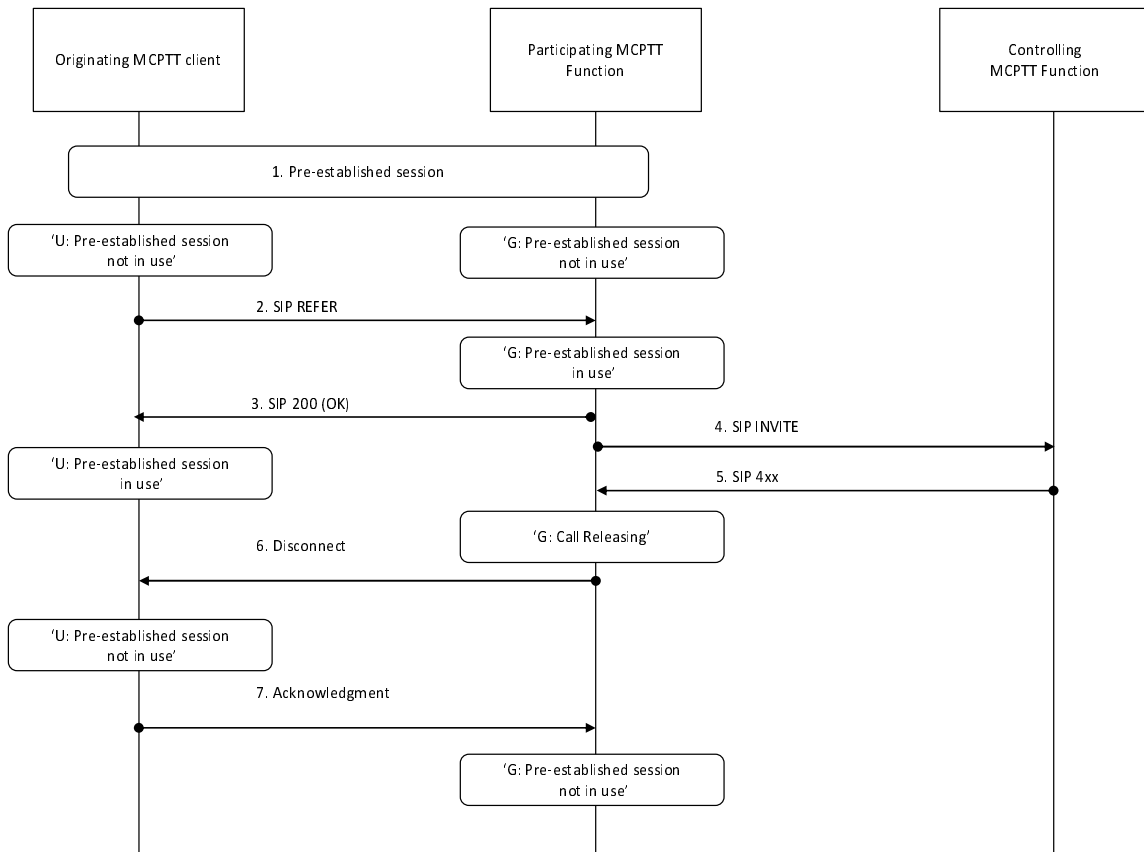 Originating MCPTT client
Participating MCPTT
Function
Controlling
MCPTT Function
1. Pre-established session
‘U: Pre-established session
not in use’
‘G: Pre-established session
not in use’
2. SIP REFER
‘G: Pre-established session
in use’
3. SIP 200 (OK)
4. SIP INVITE
‘U: Pre-established session
in use’
5. SIP 4xx
‘G: Call Releasing’
6. Disconnect
‘U: Pre-established session
not in use’
7. Acknowledgment
‘G: Pre-established session
not in use’